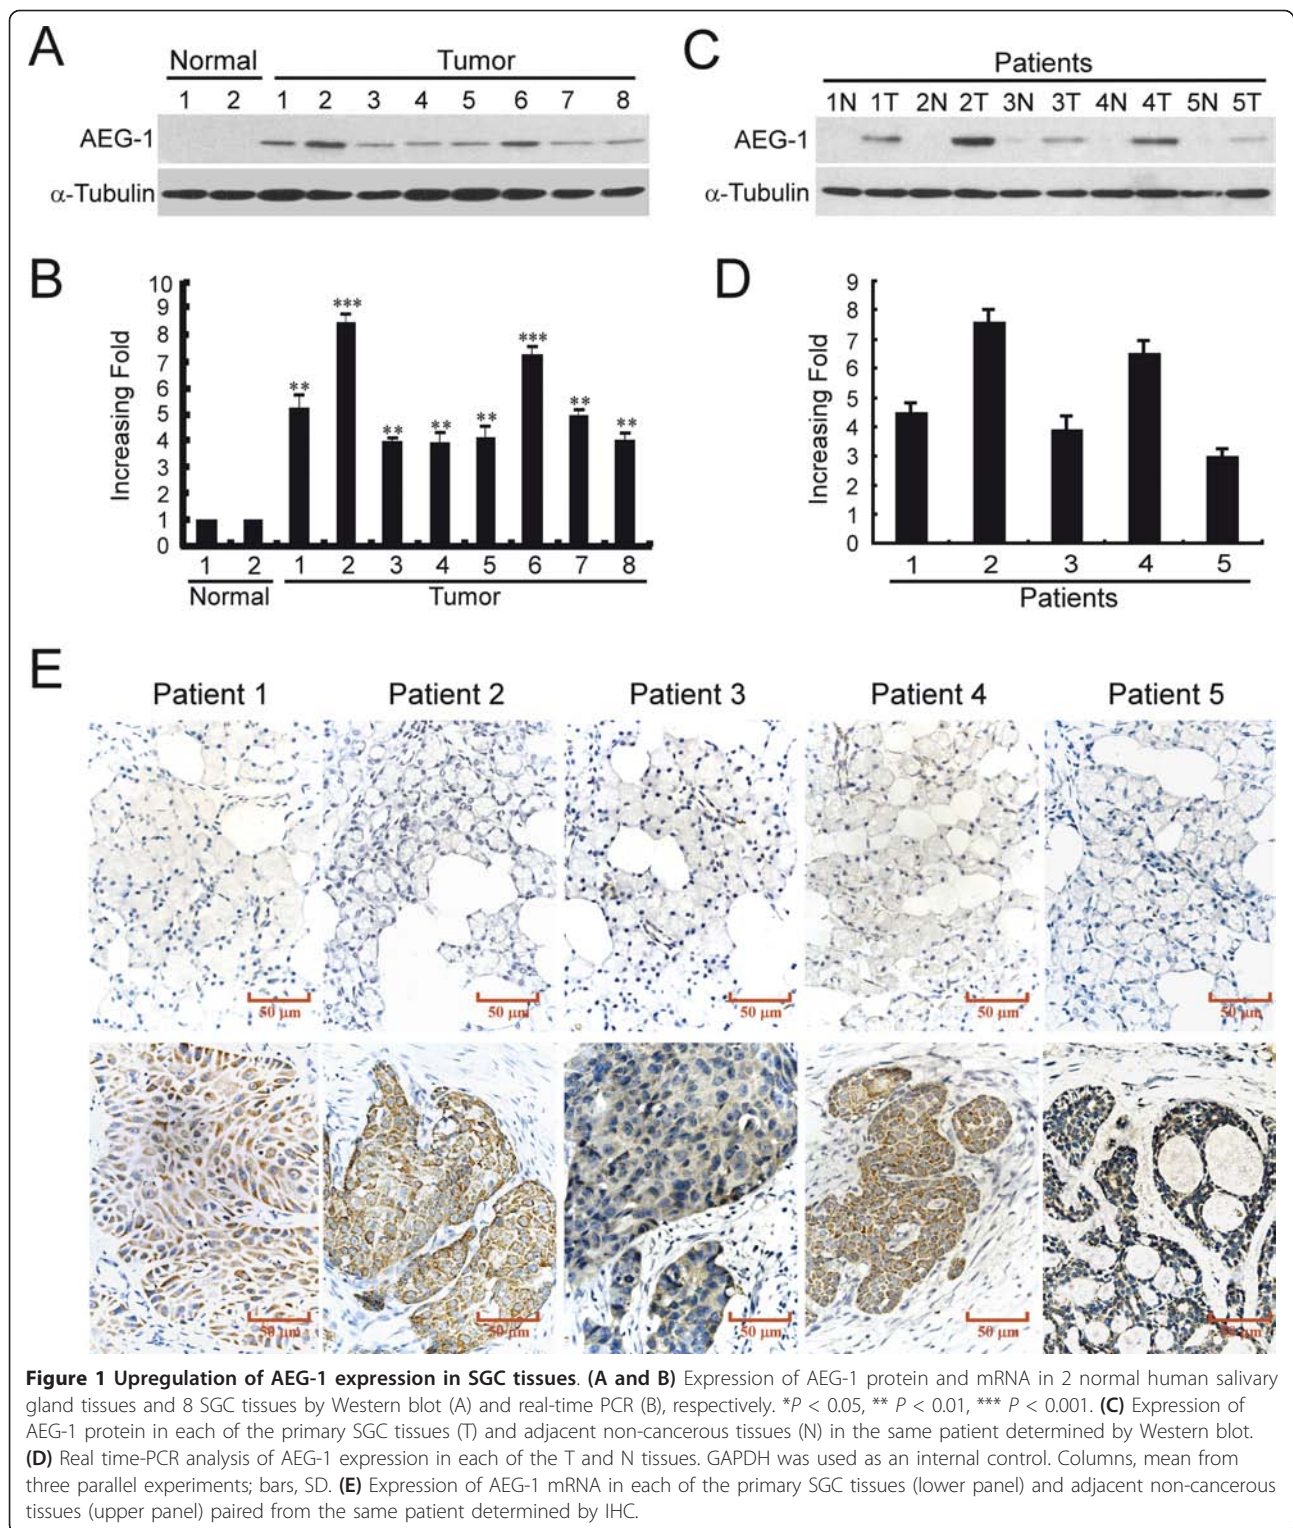 A
Normal
Tumor
1 2 1 2 3 4 5 6 7 8
AEG-1
α-Tubulin
C
Patients
1N 1T 2N 2T 3N 3T 4N 4T 5N 5T
AEG-1
α-Tubulin
B
Increasing Fold
10
9
8
7
6
5
4
3
2
1
0
** *** ** ** ** *** ** **
1 2 1 2 3 4 5 6 7 8
Normal
Tumor
D
Increasing Fold
9
8
7
6
5
4
3
2
1
0
1 2 3 4 5
Patients
E
Patient 1 Patient 2 Patient 3 Patient 4 Patient 5
50 μm 50 μm 50 μm 50 μm 50 μm
50 μm 50 μm 50 μm 50 μm 50 μm
Figure 1 Upregulation of AEG-1 expression in SGC tissues. (A and B) Expression of AEG-1 protein and mRNA in 2 normal human salivary
gland tissues and 8 SGC tissues by Western blot (A) and real-time PCR (B), respectively. *P < 0.05, ** P < 0.01, *** P < 0.001. (C) Expression of
AEG-1 protein in each of the primary SGC tissues (T) and adjacent non-cancerous tissues (N) in the same patient determined by Western blot.
(D) Real time-PCR analysis of AEG-1 expression in each of the T and N tissues. GAPDH was used as an internal control. Columns, mean from
three parallel experiments; bars, SD. (E) Expression of AEG-1 mRNA in each of the primary SGC tissues (lower panel) and adjacent non-cancerous
tissues (upper panel) paired from the same patient determined by IHC.